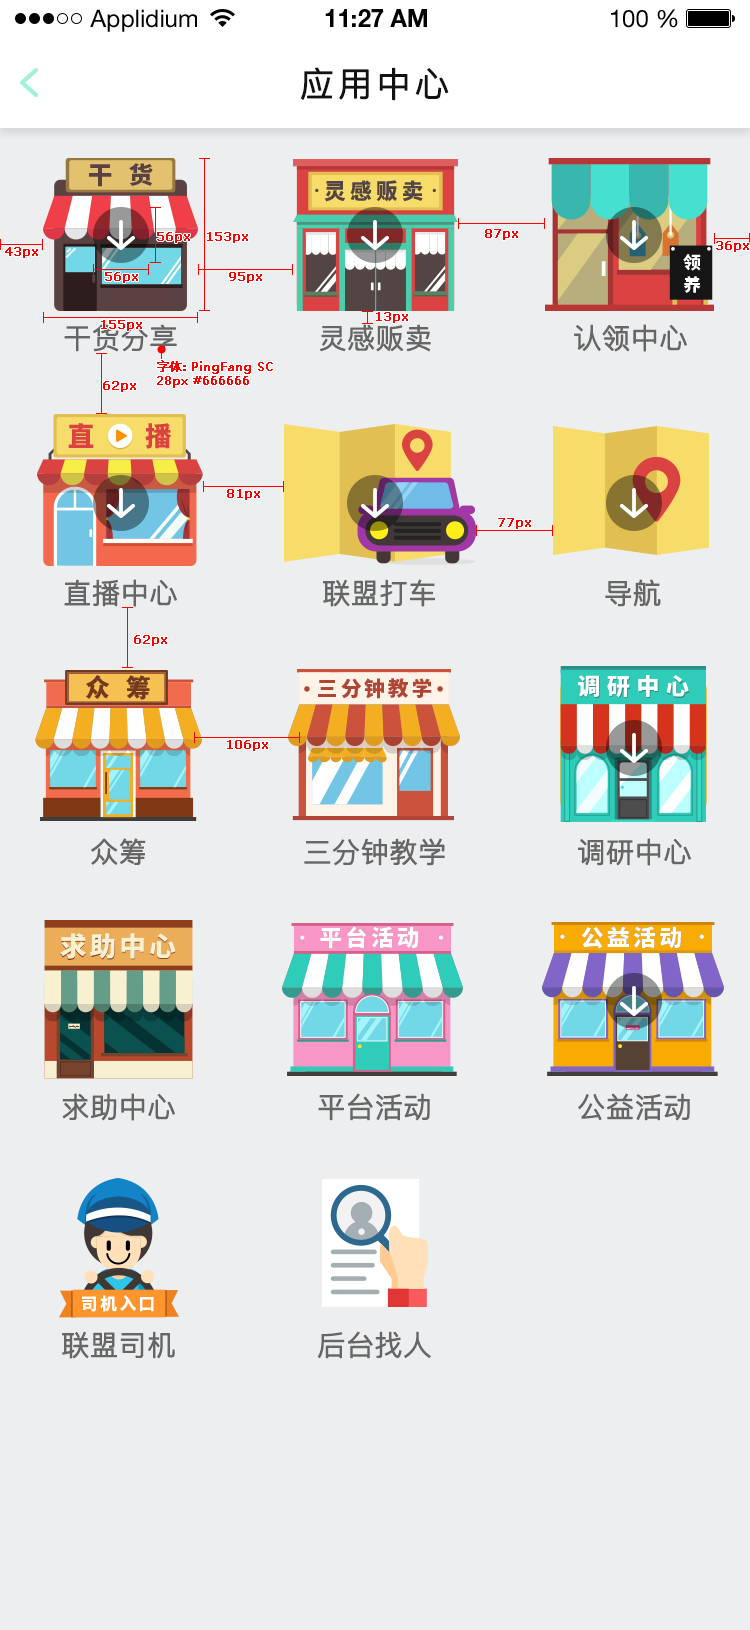 Applidium 11:27 AM 100 %
应用中心
干 货
灵感贩卖
领养
43px
56px
56px
153px
95px
87px
36px
155px
13px
干货分享
灵感贩卖
认领中心
字体: PingFang SC
28px #666666
62px
直 播
81px
77px
直播中心
联盟打车
导航
62px
众 筹
·三分钟教学·
调研中心
106px
众筹
三分钟教学
调研中心
求助中心
· 平台活动 ·
· 公益活动 ·
求助中心
平台活动
公益活动
司机入口
联盟司机
后台找人